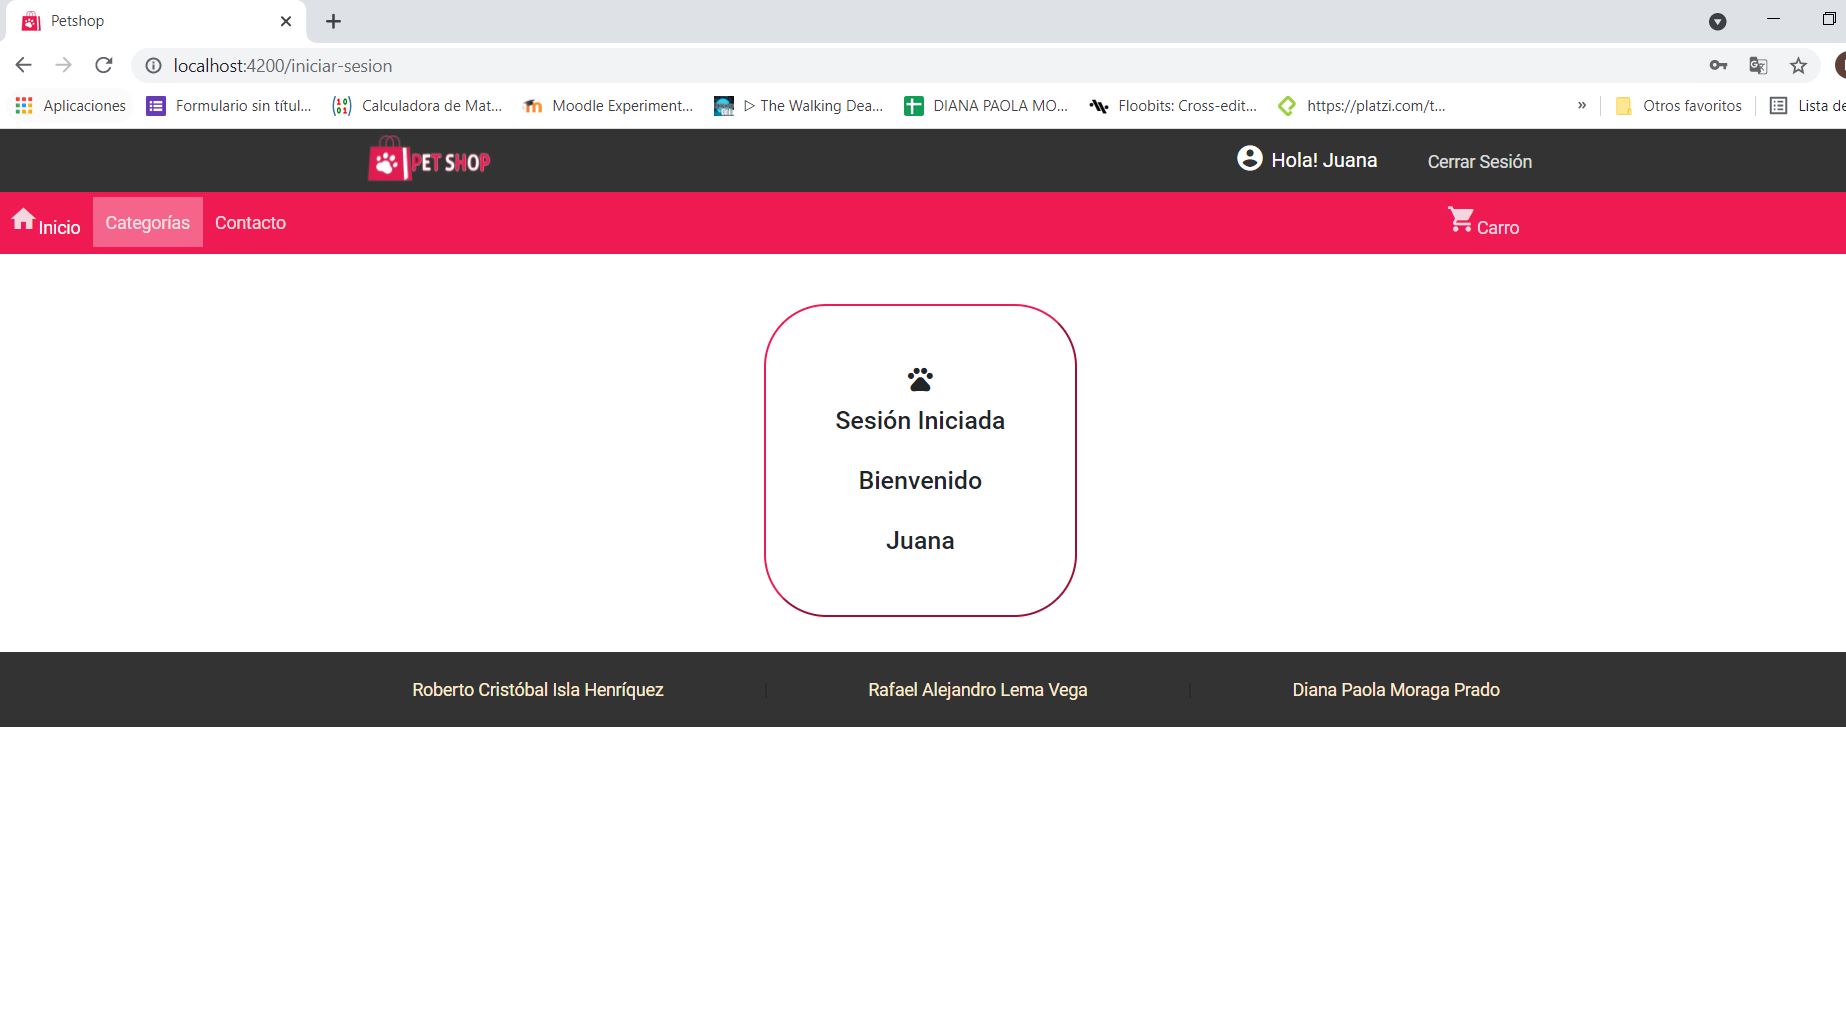 Petshop
localhost:4200/iniciar-sesion
Aplicaciones Formulario sin títul... Calculadora de Mat... Moodle Experiment... ▷ The Walking Dea... DIANA PAOLA MO... Floobits: Cross-edit... https://platzi.com/t... » Otros favoritos Lista de
PET SHOP Hola! Juana Cerrar Sesión
Inicio Categorías Contacto Carro
Sesión Iniciada
Bienvenido
Juana
Roberto Cristóbal Isla Henríquez | Rafael Alejandro Lema Vega | Diana Paola Moraga Prado